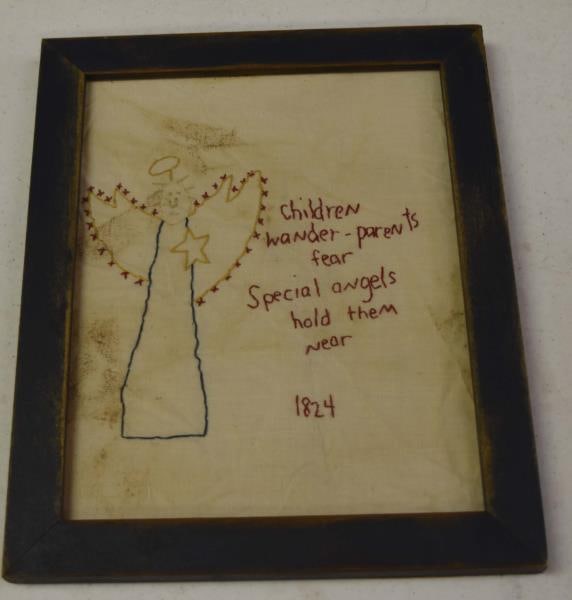 Children
wander-parents
fear
Special angels
hold them
near
1824